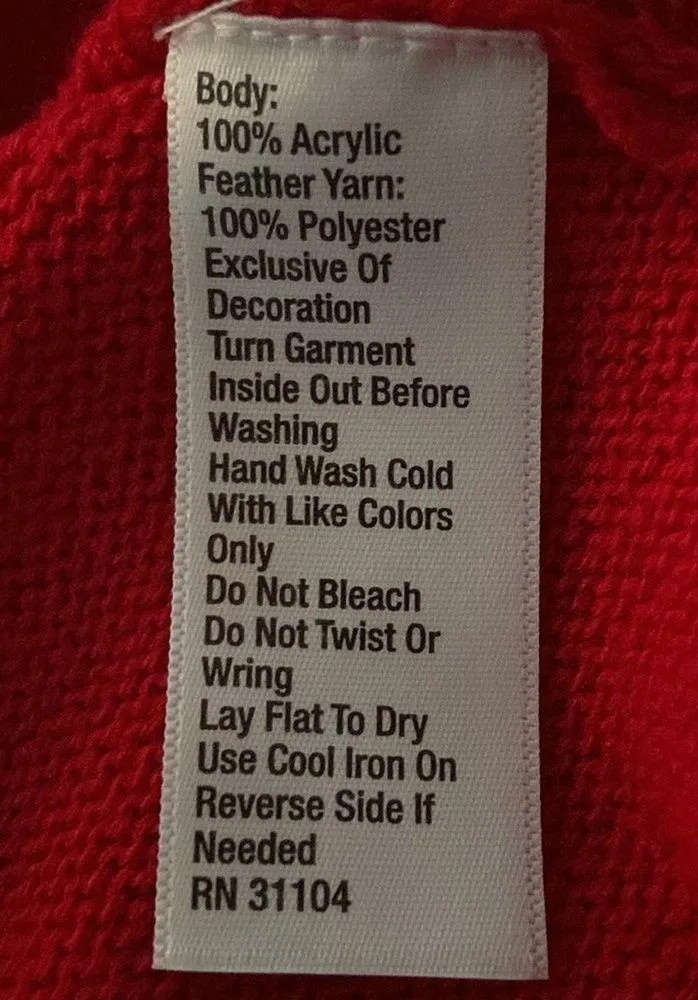 Body:
100% Acrylic
Feather Yarn:
100% Polyester
Exclusive Of
Decoration
Turn Garment
Inside Out Before
Washing
Hand Wash Cold
With Like Colors
Only
Do Not Bleach
Do Not Twist Or
Wring
Lay Flat To Dry
Use Cool Iron On
Reverse Side If
Needed
RN 31104